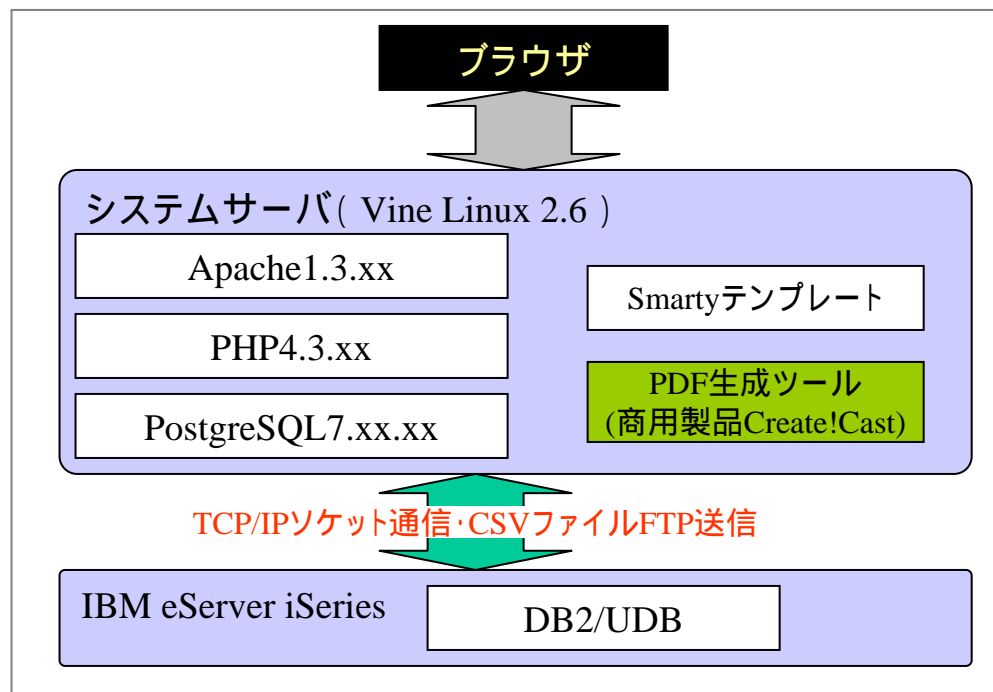 ブラウザ
システムサーバ( Vine Linux 2.6 )
Apache1.3.xx
PHP4.3.xx
PostgreSQL7.xx.xx
Smartyテンプレート
PDF生成ツール
(商用製品Create!Cast)
TCP/IPソケット通信・CSVファイルFTP送信
IBM eServer iSeries
DB2/UDB